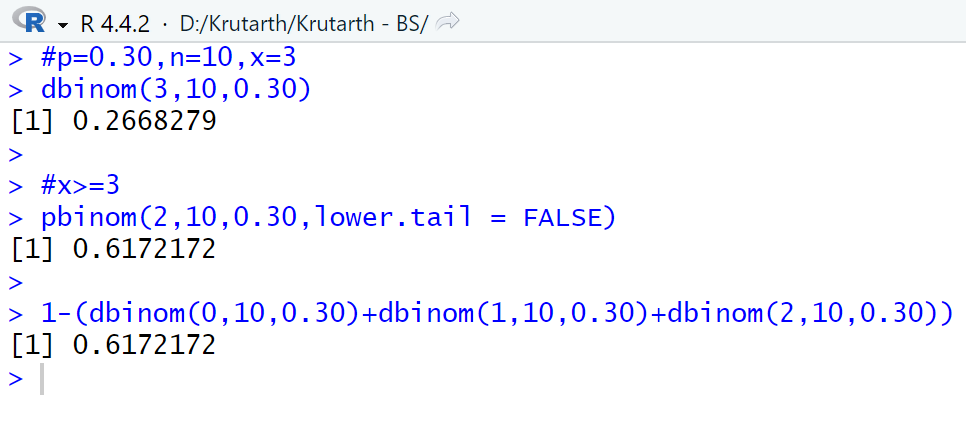 R R 4.4.2 · D:/Krutarth/Krutarth - BS/
> #p=0.30,n=10,x=3
> dbinom(3,10,0.30)
[1] 0.2668279
>
> #x>=3
> pbinom(2,10,0.30,lower.tail = FALSE)
[1] 0.6172172
>
> 1-(dbinom(0,10,0.30)+dbinom(1,10,0.30)+dbinom(2,10,0.30))
[1] 0.6172172
>